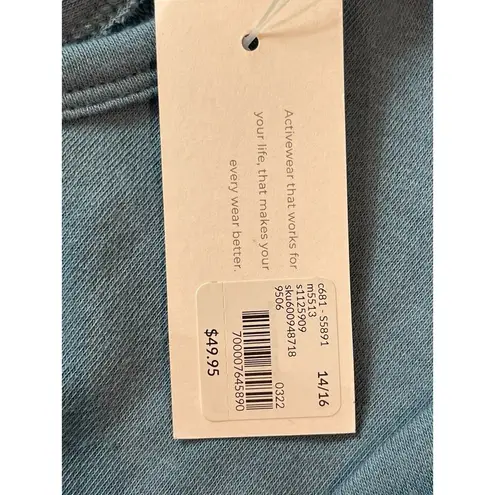 Activewear that works for
your life, that makes your
every wear better.
c681 - S5891
m5513
s1125909
sku600948718
9506
14/16
0322
700007645890
$49.95